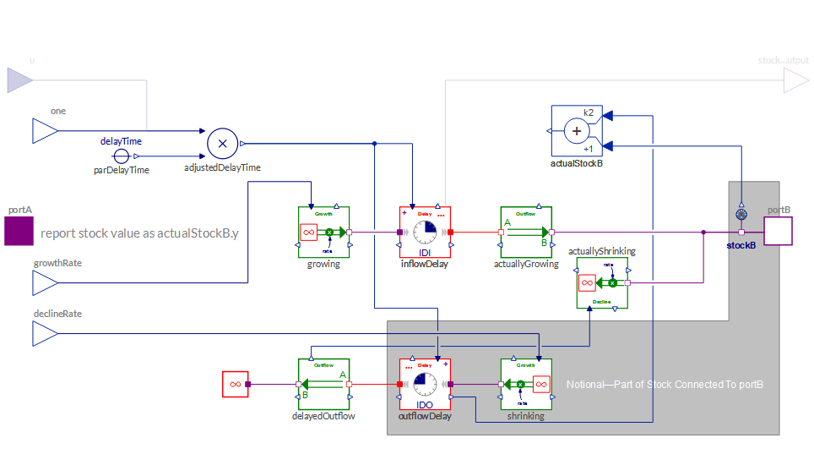 u
stock...utput
one
k2
delayTime
+1
parDelayTime
adjustedDelayTime
actualStockB
portA
Growth
Delay
Outflow
portB
report stock value as actualStockB.y
∞
rate
+
...
IDI
A
B
stockB
growing
inflowDelay
actuallyGrowing
actuallyShrinking
growthRate
rate
∞
Decline
declineRate
Outflow
Delay
Growth
∞
A
B
...
+
IDO
∞
rate
Notional—Part of Stock Connected To portB
delayedOutflow
outflowDelay
shrinking